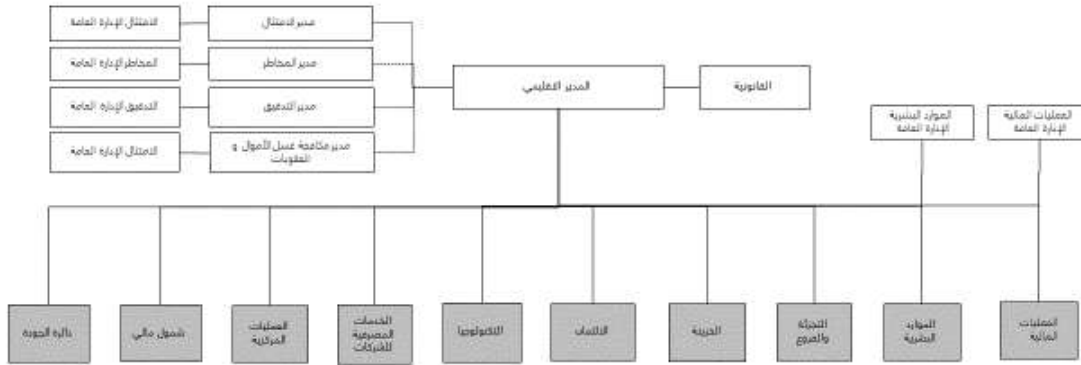 الامتثال الإدارة العامة
مدير الامتثال
المخاطر الإدارة العامة
مدير المخاطر
المدير الاقليمي
القانونية
التدقيق الإدارة العامة
مدير التدقيق
الموارد البشرية
الإدارة العامة
العمليات المالية
الإدارة العامة
الامتثال الإدارة العامة
مدير مكافحة غسل الأموال و
العقوبات
دائرة الجودة
شمول مالي
العمليات
المركزية
الخدمات
المصرفية
للشركات
التكنولوجيا
الائتمان
الخزينة
التجزئة
والفروع
الموارد
البشرية
العمليات
المالية